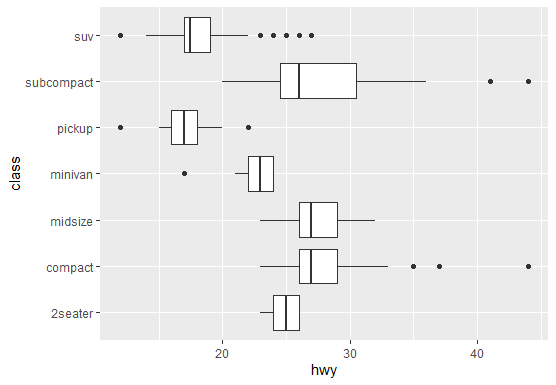 suv
subcompact
pickup
minivan
midsize
compact
2seater
class
20 30 40
hwy